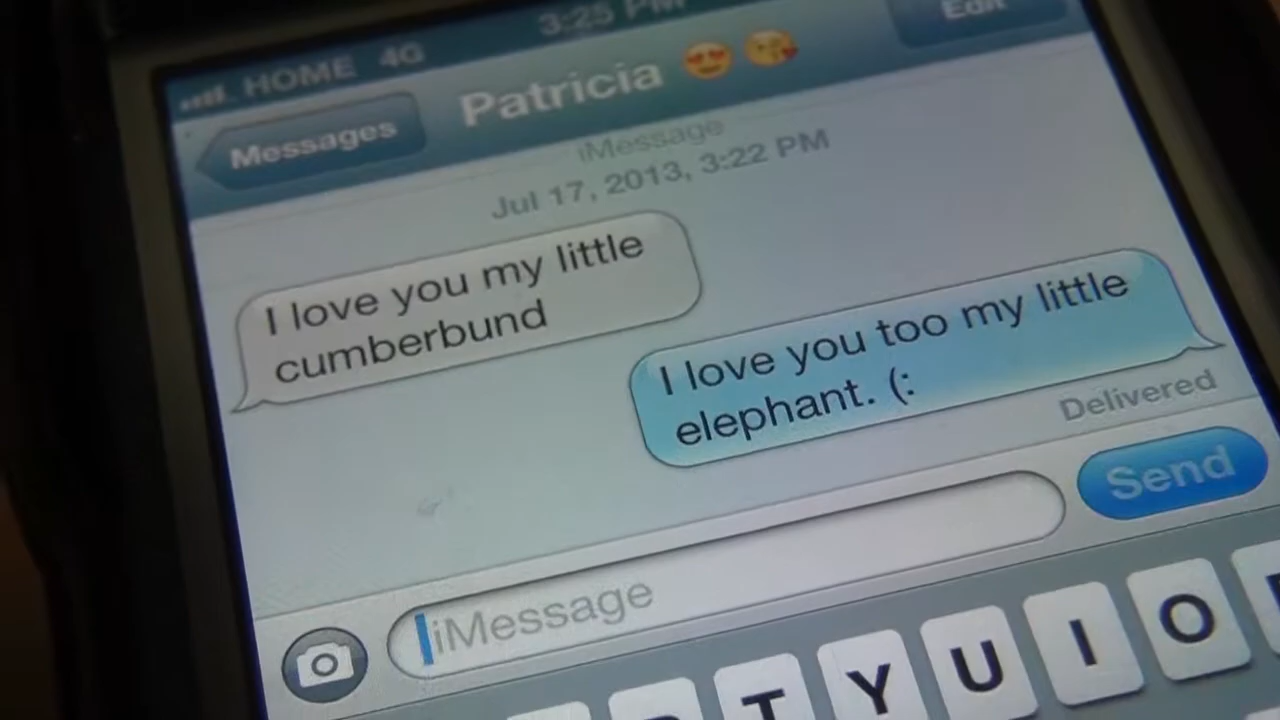 HOME 4G 3:25 PM
Messages Patricia 😍 😘 Edit
iMessage
Jul 17, 2013, 3:22 PM
I love you my little
cumberbund
I love you too my little
elephant. (:
Delivered
iMessage Send
T Y U I O